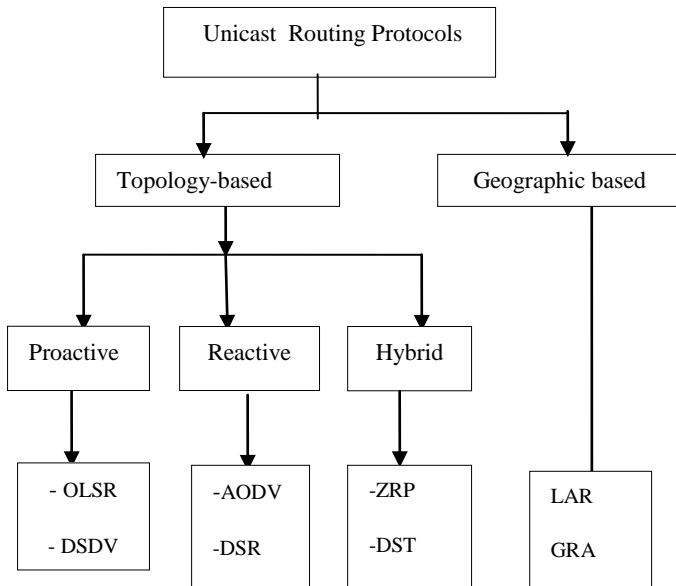 Unicast Routing Protocols
Topology-based
Geographic based
Proactive
Reactive
Hybrid
- OLSR
- DSDV
-AODV
-DSR
-ZRP
-DST
LAR
GRA